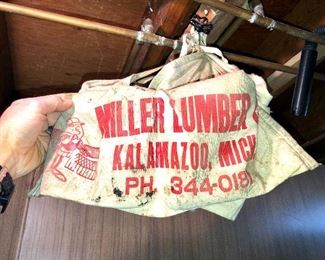 MILLER LUMBER
KALAMAZOO, MICH
PH. 344-018